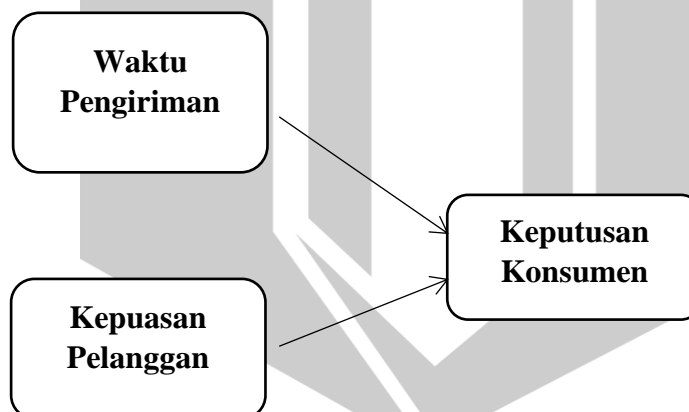 Waktu
Pengiriman
Keputusan
Konsumen
Kepuasan
Pelanggan